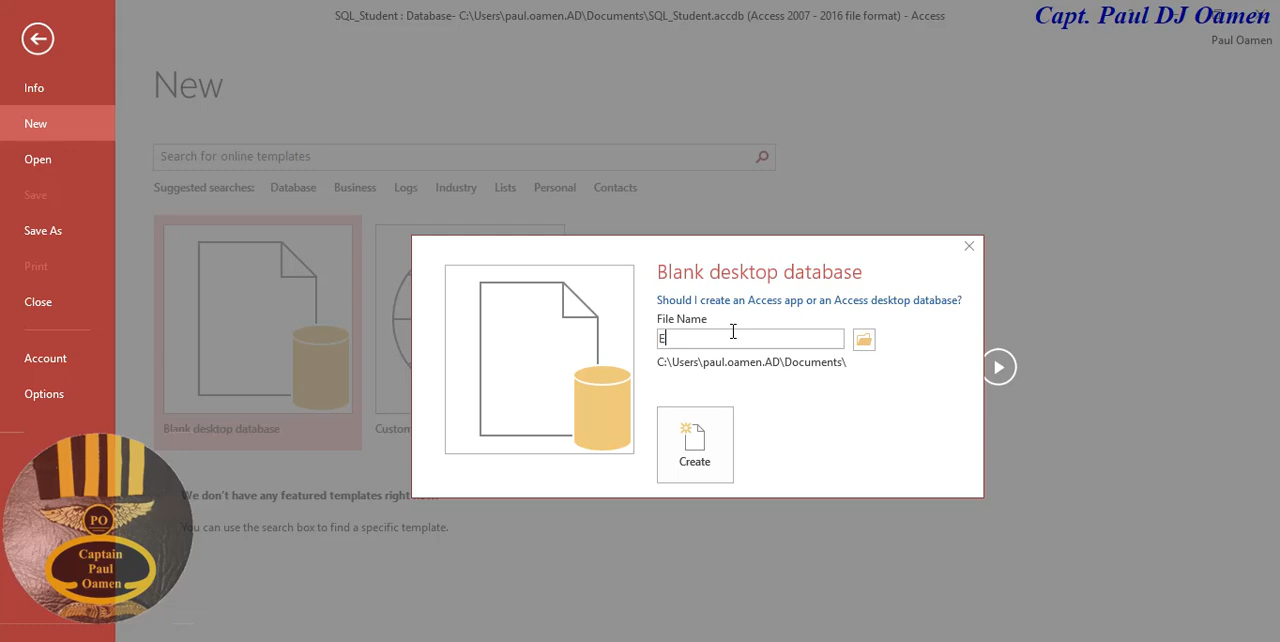 SQL_Student : Database- C:\Users\paul.oamen.AD\Documents\SQL_Student.accdb (Access 2007 - 2016 file format) - Access
Capt. Paul DJ Oamen
Paul Oamen
Info
New
Open
Save
Save As
Print
Close
Account
Options
New
Search for online templates
Suggested searches: Database Business Logs Industry Lists Personal Contacts
Blank desktop database
Custom
We don't have any featured templates right
You can use the search box to find a specific template.
Blank desktop database
Should I create an Access app or an Access desktop database?
File Name
E
C:\Users\paul.oamen.AD\Documents\
Create
PO
Captain
Paul
Oamen